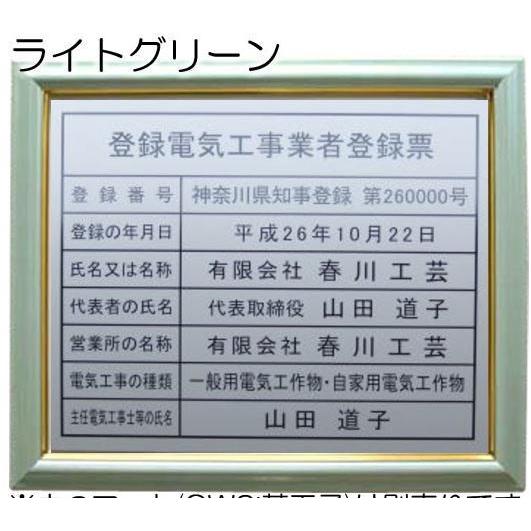 ライトグリーン
登録電気工事業者登録票
登録番号 神奈川県知事登録 第260000号
登録の年月日 平成26年10月22日
氏名又は名称 有限会社 春川工芸
代表者の氏名 代表取締役 山田 道子
営業所の名称 有限会社 春川工芸
電気工事の種類 一般用電気工作物・自家用電気工作物
主任電気工事士等の氏名 山田 道子